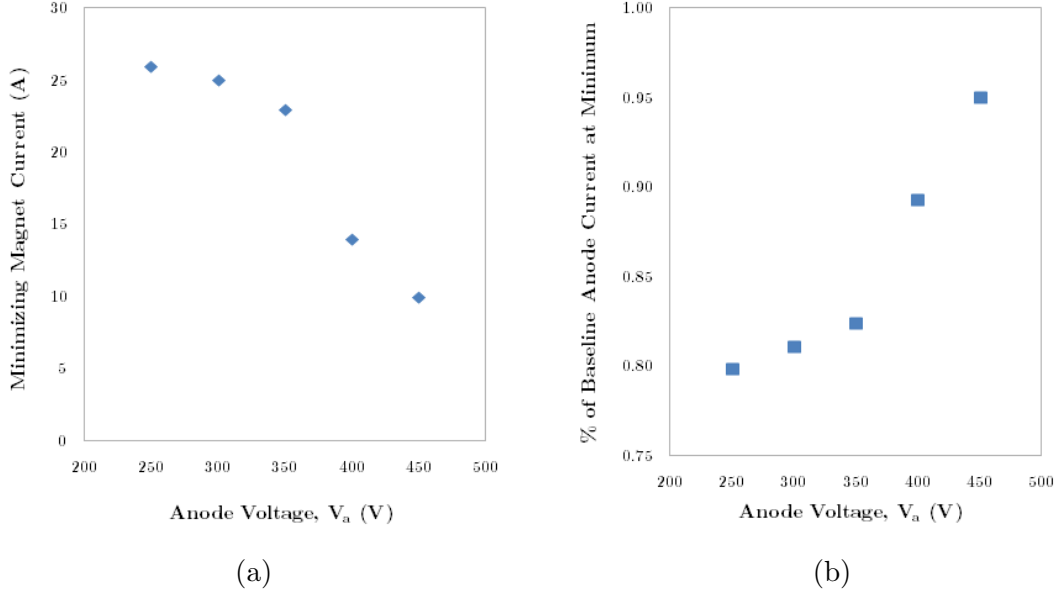 30
25
20
15
10
5
0
200 250 300 350 400 450 500
Minimizing Magnet Current (A)
Anode Voltage, Va (V)
(a)
1.00
0.95
0.90
0.85
0.80
0.75
200 250 300 350 400 450 500
% of Baseline Anode Current at Minimum
Anode Voltage, Va (V)
(b)